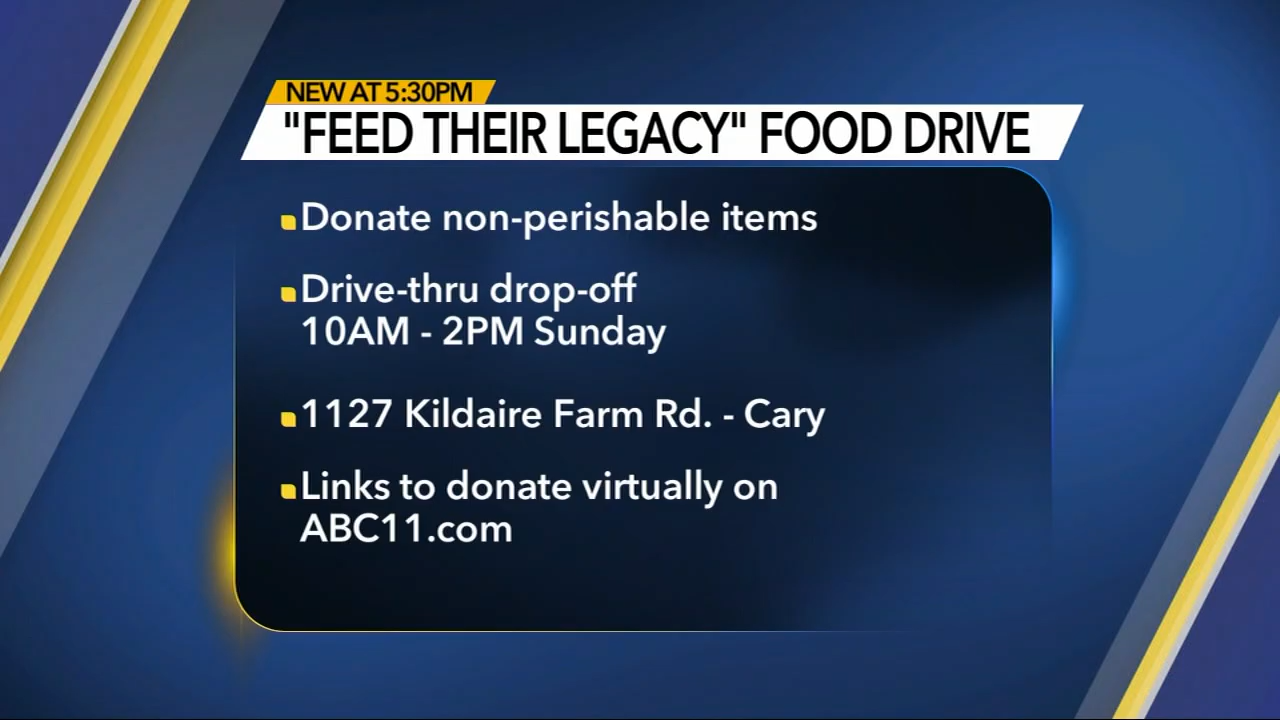 NEW AT 5:30PM
"FEED THEIR LEGACY" FOOD DRIVE
Donate non-perishable items
Drive-thru drop-off
10AM - 2PM Sunday
1127 Kildaire Farm Rd. - Cary
Links to donate virtually on
ABC11.com